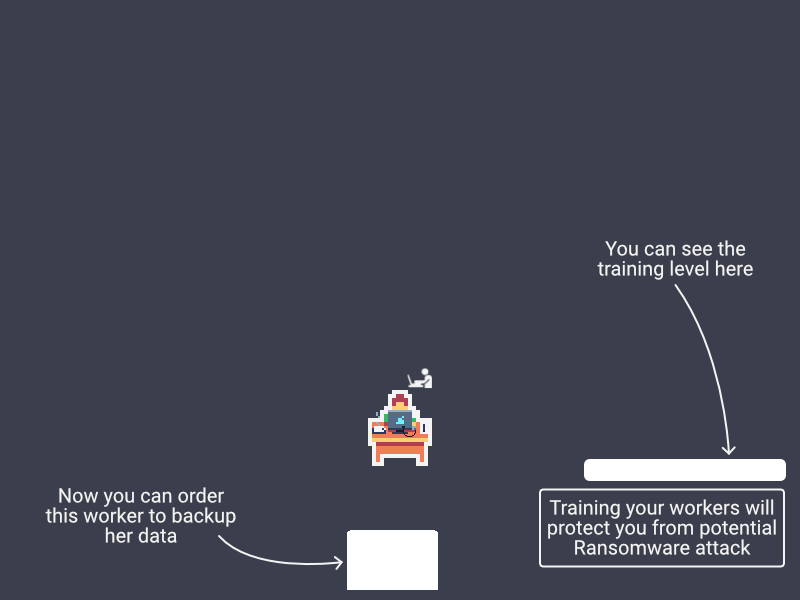 You can see the
training level here
Now you can order
this worker to backup
her data
Training your workers will
protect you from potential
Ransomware attack